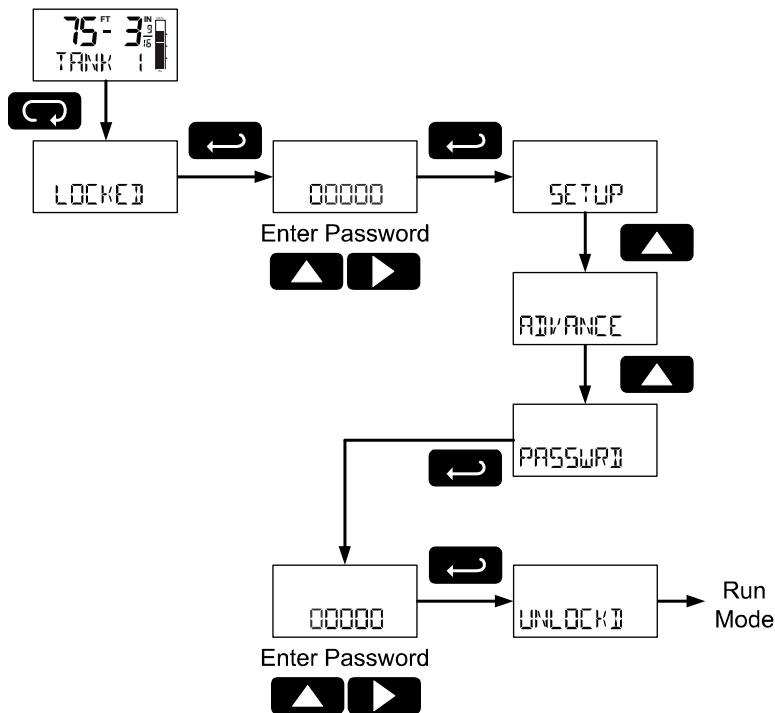 75 FT - 3 IN 9/16
TANK 1
LOCKED
00000
SETUP
Enter Password
ADVANCE
PASSWRD
00000
UNLOCKD
Run
Mode
Enter Password